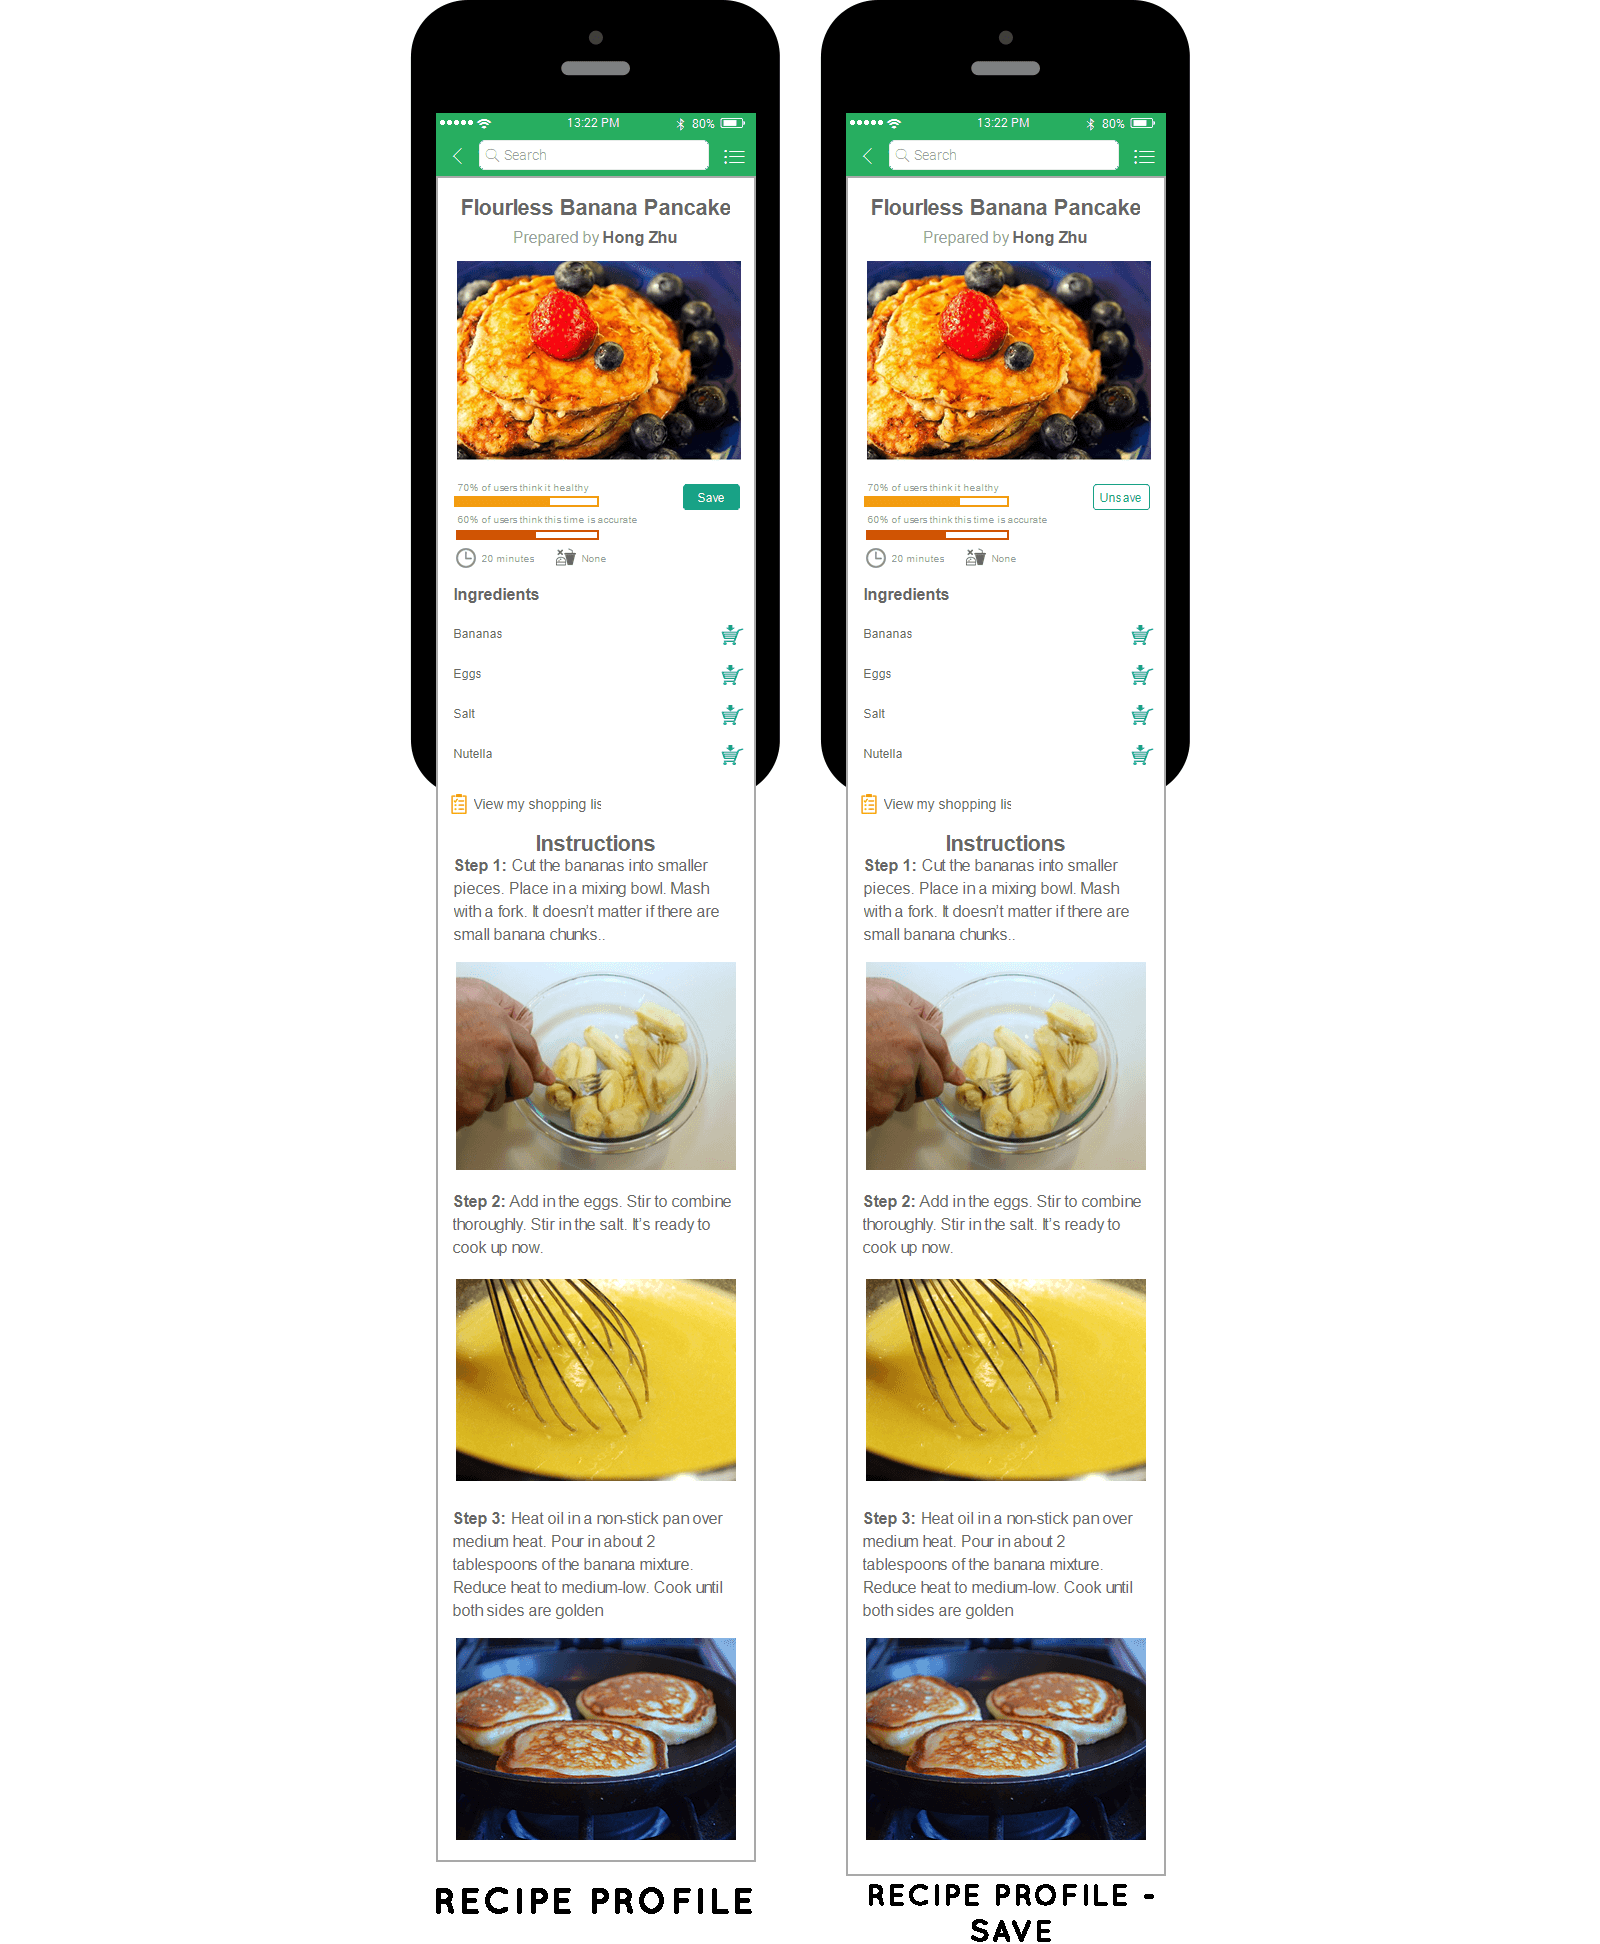 13:22 PM
80%
Search
Flourless Banana Pancake
Prepared by Hong Zhu
70% of users think it healthy
Save
60% of users think this time is accurate
20 minutes
None
Ingredients
Bananas
Eggs
Salt
Nutella
View my shopping lis
Instructions
Step 1: Cut the bananas into smaller
pieces. Place in a mixing bowl. Mash
with a fork. It doesn't matter if there are
small banana chunks..
Step 2: Add in the eggs. Stir to combine
thoroughly. Stir in the salt. It's ready to
cook up now.
Step 3: Heat oil in a non-stick pan over
medium heat. Pour in about 2
tablespoons of the banana mixture.
Reduce heat to medium-low. Cook until
both sides are golden
RECIPE PROFILE
13:22 PM
80%
Search
Flourless Banana Pancake
Prepared by Hong Zhu
70% of users think it healthy
Unsave
60% of users think this time is accurate
20 minutes
None
Ingredients
Bananas
Eggs
Salt
Nutella
View my shopping lis
Instructions
Step 1: Cut the bananas into smaller
pieces. Place in a mixing bowl. Mash
with a fork. It doesn't matter if there are
small banana chunks..
Step 2: Add in the eggs. Stir to combine
thoroughly. Stir in the salt. It's ready to
cook up now.
Step 3: Heat oil in a non-stick pan over
medium heat. Pour in about 2
tablespoons of the banana mixture.
Reduce heat to medium-low. Cook until
both sides are golden
RECIPE PROFILE -
SAVE